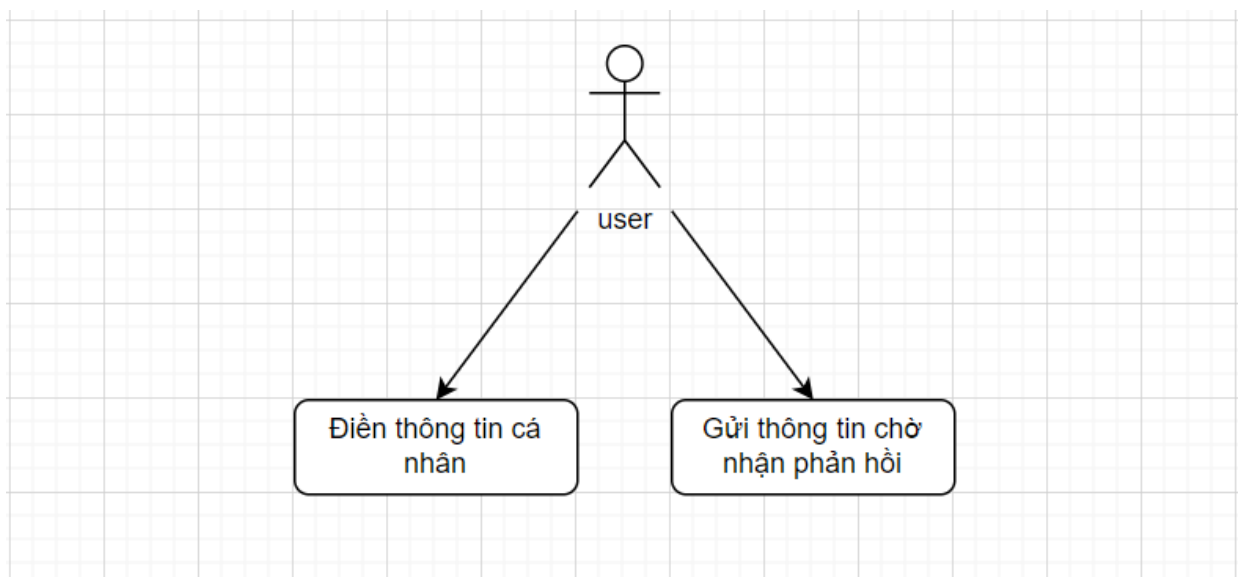 user
Điền thông tin cá
nhân
Gửi thông tin chờ
nhận phản hồi